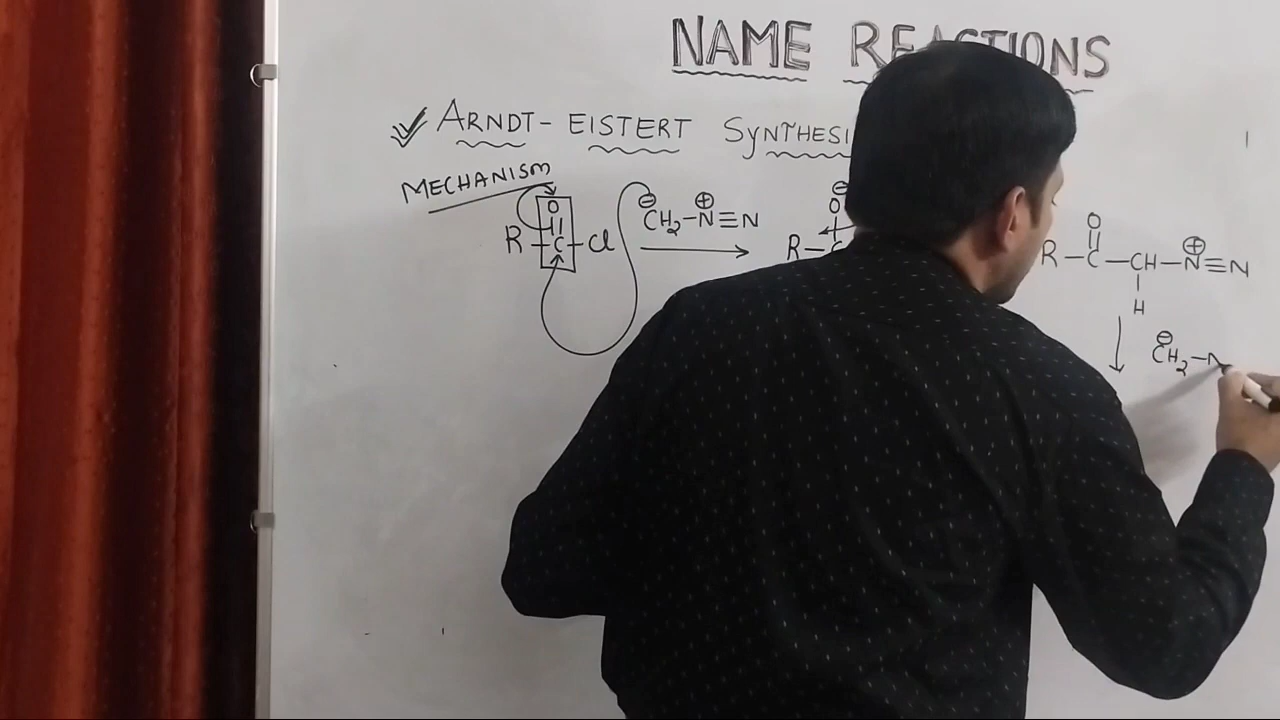 NAME REACTIONS
ARNDT-EISTERT SYNTHESI
MECHANISM
⊖ ⊕ ⊖
O CH2-N≡N O O
R-C-Cl R-C R-C-CH-N≡N
⊕
H
⊖
CH2-N